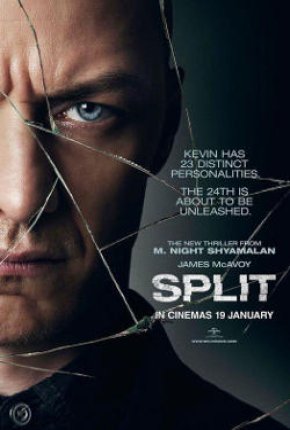 KEVIN HAS
23 DISTINCT
PERSONALITIES.
THE 24TH IS
ABOUT TO BE
UNLEASHED.
THE NEW THRILLER FROM
M. NIGHT SHYAMALAN
JAMES McAVOY
SPLIT
IN CINEMAS 19 JANUARY